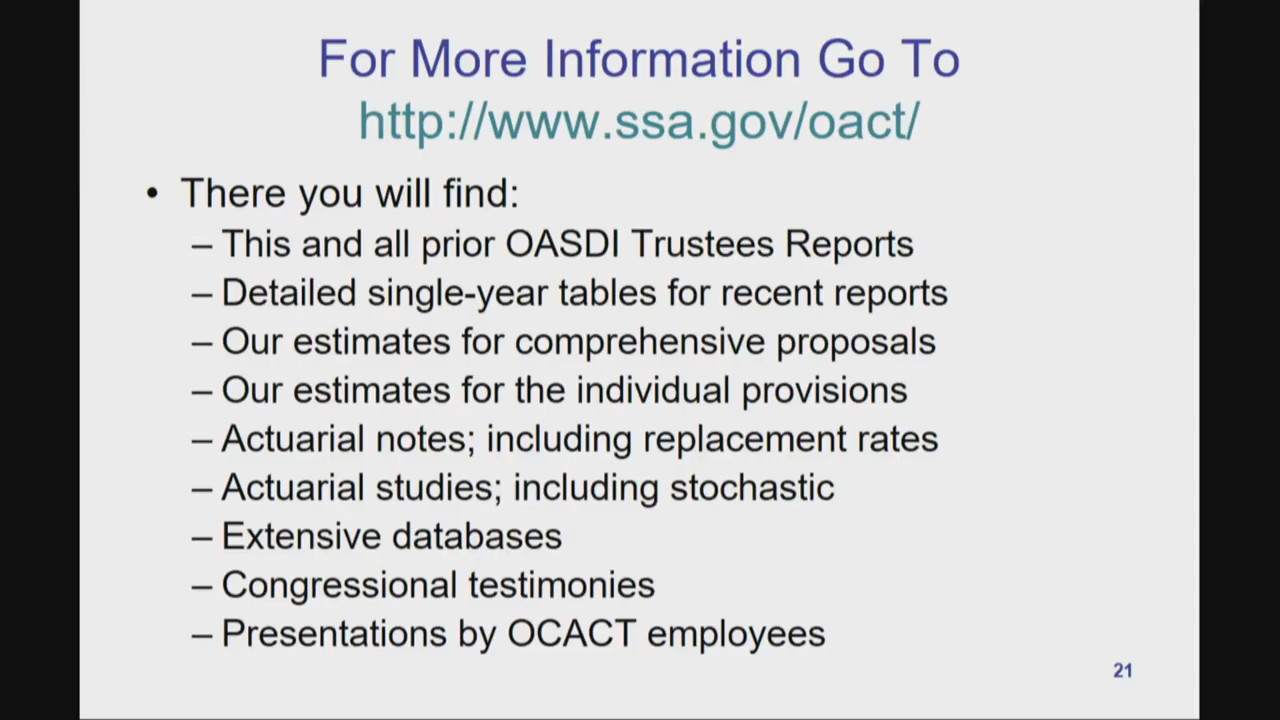 For More Information Go To
http://www.ssa.gov/oact/
• There you will find:
– This and all prior OASDI Trustees Reports
– Detailed single-year tables for recent reports
– Our estimates for comprehensive proposals
– Our estimates for the individual provisions
– Actuarial notes; including replacement rates
– Actuarial studies; including stochastic
– Extensive databases
– Congressional testimonies
– Presentations by OCACT employees
21